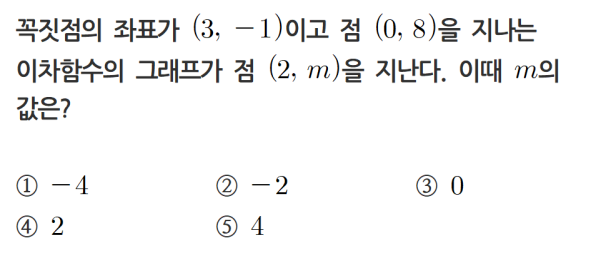 꼭짓점의 좌표가 (3, −1)이고 점 (0, 8)을 지나는
이차함수의 그래프가 점 (2, m)을 지난다. 이때 m의
값은?
① −4 ② −2 ③ 0
④ 2 ⑤ 4